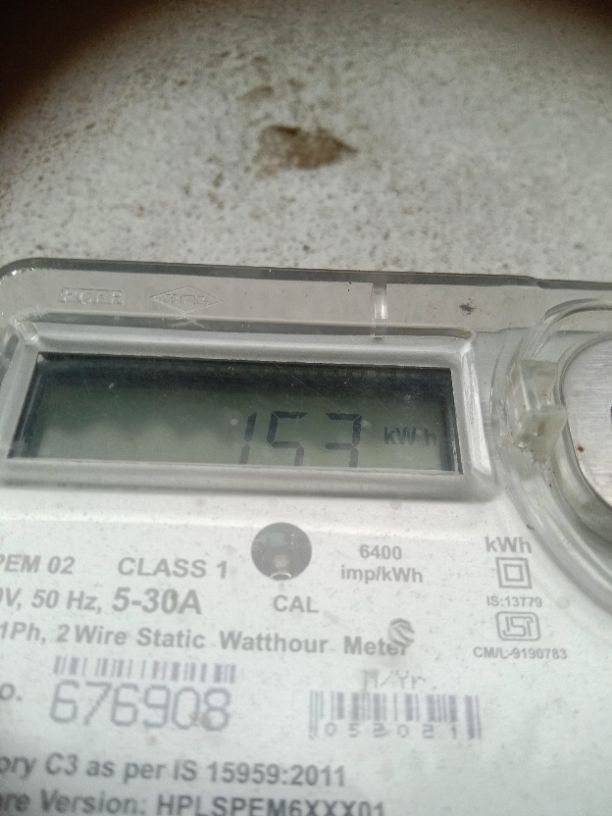 153 kWh
PEM 02 CLASS 1
6400
imp/kWh
kWh
V, 50 Hz, 5-30A
CAL
IS:13779
1Ph, 2 Wire Static Watthour Meter
CM/L-9190783
M/Yr.
o. 676908
052021
ory C3 as per IS 15959:2011
are Version: HPLSPEM6XXX01